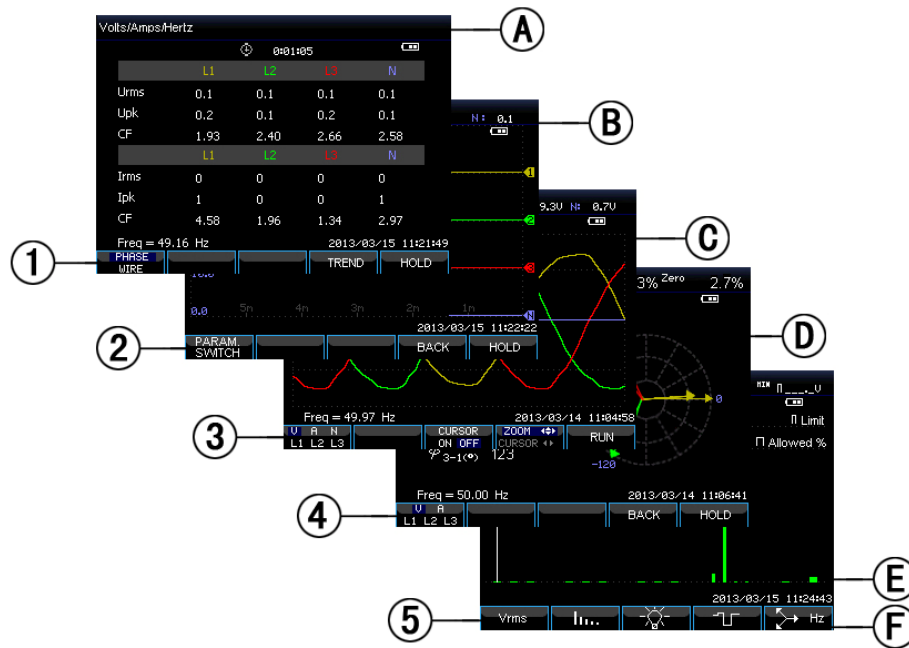 Volts/Amps/Hertz
A
0:01:05
L1 L2 L3 N
Urms 0.1 0.1 0.1 0.1
Upk 0.2 0.1 0.2 0.1
CF 1.93 2.40 2.66 2.58
L1 L2 L3 N
Irms 0 0 0 0
Ipk 1 0 0 1
CF 4.58 1.96 1.34 2.97
Freq = 49.16 Hz 2013/03/15 11:21:49
1
PHASE WIRE TREND HOLD
N: 0.1
B
1
2
3
N
0.0 5n 4n 3n 2n 1n
2013/03/15 11:22:22
2
PARAM. SWITCH BACK HOLD
9.3V N: 0.7V
C
Freq = 49.97 Hz 2013/03/14 11:04:58
3
V A N
L1 L2 L3
CURSOR
ON OFF
ZOOM
CURSOR
RUN
3% Zero 2.7%
D
0
-120
φ 3-1(º) 123
Freq = 50.00 Hz 2013/03/14 11:06:41
4
V A
L1 L2 L3
BACK HOLD
MIN Π___._V
Π Limit
Π Allowed %
E
2013/03/15 11:24:43
5
Vrms
Hz
F